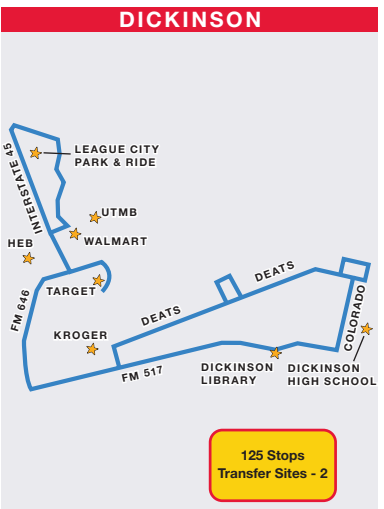 DICKINSON
LEAGUE CITY
PARK & RIDE
INTERSTATE 45
UTMB
WALMART
HEB
TARGET
FM 646
DEATS
DEATS
KROGER
COLORADO
FM 517
DICKINSON
LIBRARY
DICKINSON
HIGH SCHOOL
125 Stops
Transfer Sites - 2